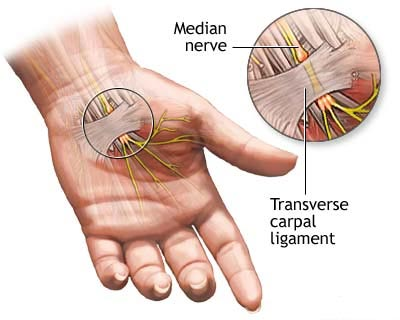 Median
nerve
Transverse
carpal
ligament